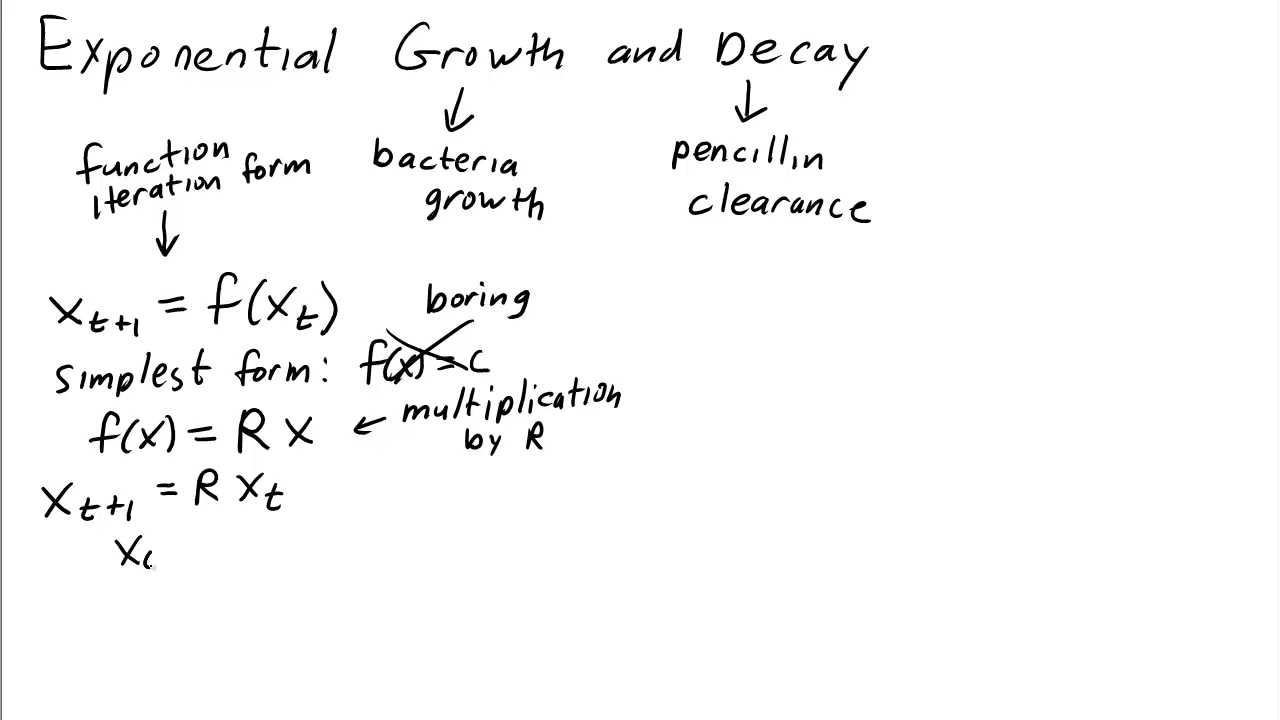 Exponential Growth and Decay
function iteration form
bacteria growth
pencillin clearance
x_{t+1} = f(x_t)
boring
simplest form: f(x) = c
f(x) = R x ← multiplication by R
x_{t+1} = R x_t
x